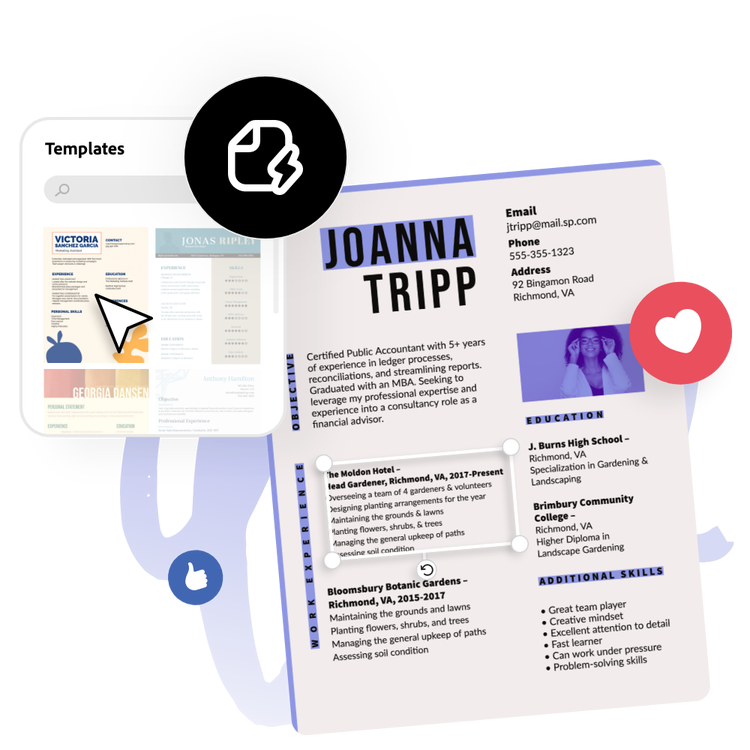 Templates
VICTORIA
SANCHEZ GARCIA
CONTACT
EXPERIENCE
EDUCATION
PERSONAL SKILLS
JONAS RIPLEY
EXPERIENCE
SKILLS
EDUCATION
GEORGIA DANSEN
PERSONAL STATEMENT
EXPERIENCE
EDUCATION
Anthony Hamilton
Objective
Professional Experience
JOANNA
TRIPP
Email
jtripp@mail.sp.com
Phone
555-355-1323
Address
92 Bingamon Road
Richmond, VA
OBJECTIVE
Certified Public Accountant with 5+ years
of experience in ledger processes,
reconciliations, and streamlining reports.
Graduated with an MBA. Seeking to
leverage my professional expertise and
experience into a consultancy role as a
financial advisor.
WORK EXPERIENCE
The Moldon Hotel –
Head Gardener, Richmond, VA, 2017-Present
Overseeing a team of 4 gardeners & volunteers
Designing planting arrangements for the year
Maintaining the grounds & lawns
Planting flowers, shrubs, & trees
Managing the general upkeep of paths
Assessing soil condition
Bloomsbury Botanic Gardens –
Richmond, VA, 2015-2017
Maintaining the grounds and lawns
Planting flowers, shrubs, and trees
Managing the general upkeep of paths
Assessing soil condition
EDUCATION
J. Burns High School –
Richmond, VA
Specialization in Gardening &
Landscaping
Brimbury Community
College –
Richmond, VA
Higher Diploma in
Landscape Gardening
ADDITIONAL SKILLS
• Great team player
• Creative mindset
• Excellent attention to detail
• Fast learner
• Can work under pressure
• Problem-solving skills